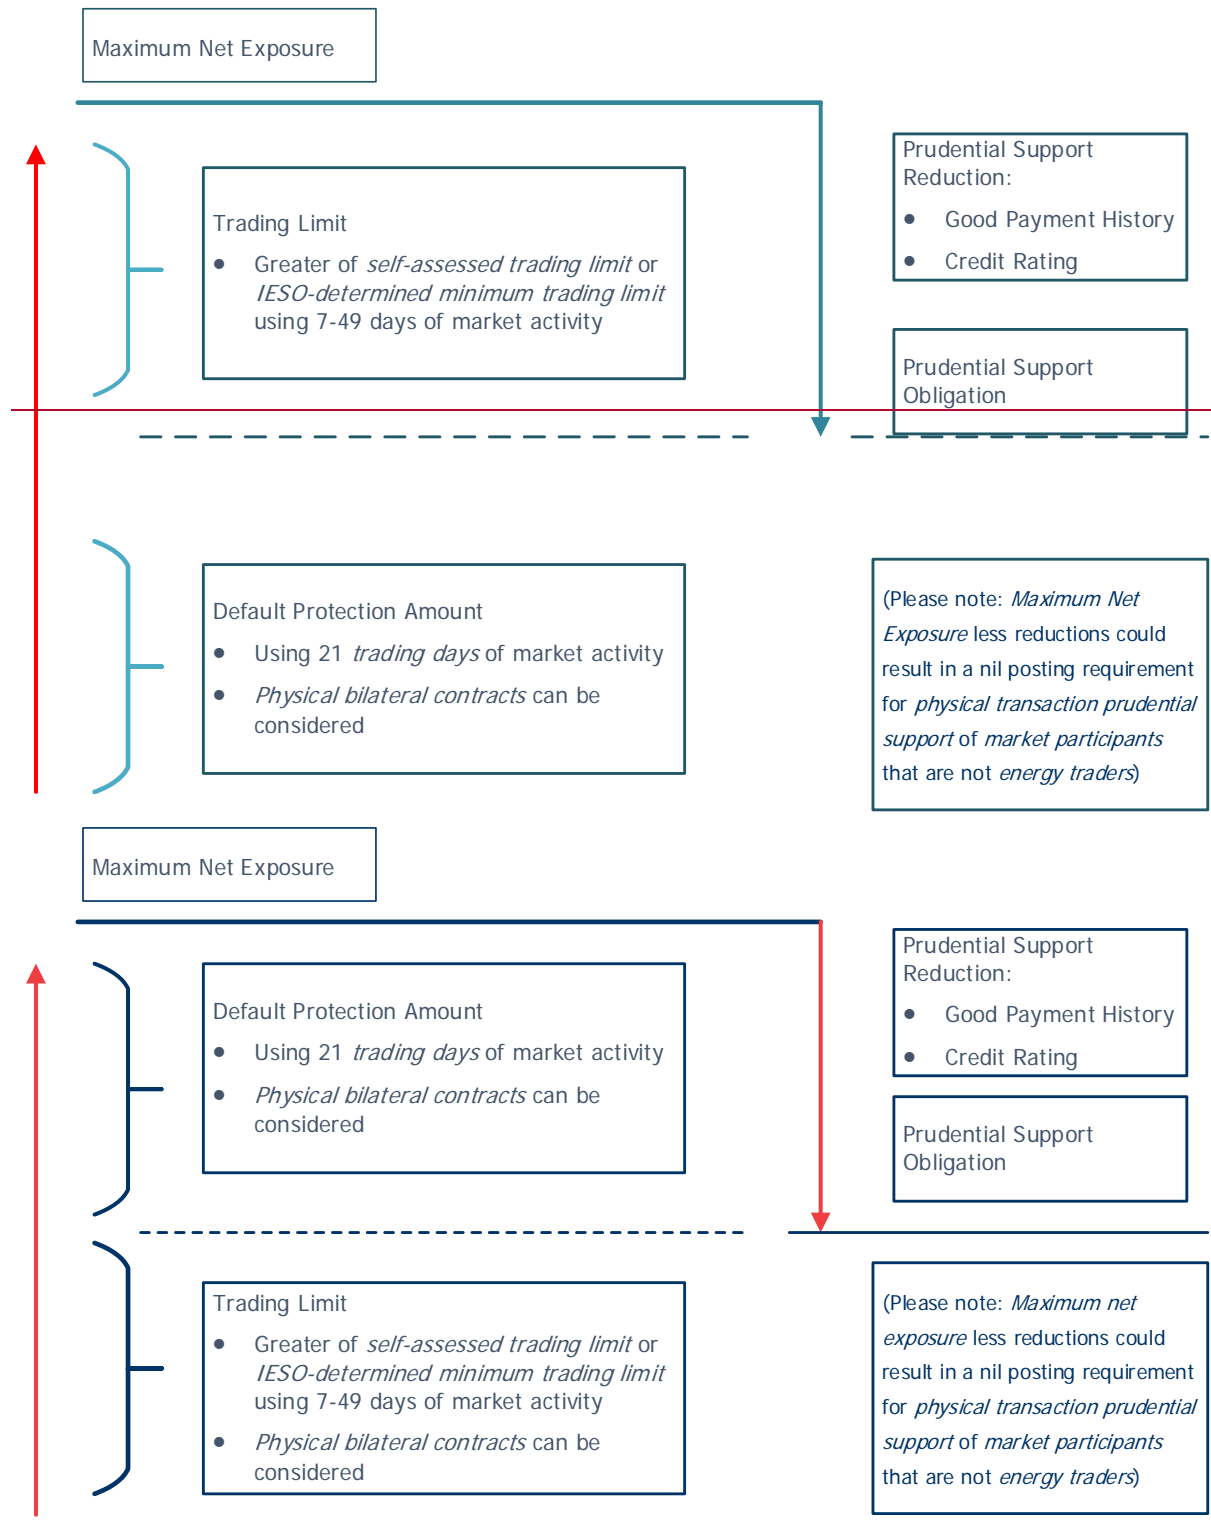 Maximum Net Exposure
Trading Limit
● Greater of self-assessed trading limit or
IESO-determined minimum trading limit
using 7-49 days of market activity
Prudential Support
Reduction:
● Good Payment History
● Credit Rating
Prudential Support
Obligation
Default Protection Amount
● Using 21 trading days of market activity
● Physical bilateral contracts can be
considered
(Please note: Maximum Net
Exposure less reductions could
result in a nil posting requirement
for physical transaction prudential
support of market participants
that are not energy traders)
Maximum Net Exposure
Default Protection Amount
● Using 21 trading days of market activity
● Physical bilateral contracts can be
considered
Prudential Support
Reduction:
● Good Payment History
● Credit Rating
Prudential Support
Obligation
Trading Limit
● Greater of self-assessed trading limit or
IESO-determined minimum trading limit
using 7-49 days of market activity
● Physical bilateral contracts can be
considered
(Please note: Maximum net
exposure less reductions could
result in a nil posting requirement
for physical transaction prudential
support of market participants
that are not energy traders)